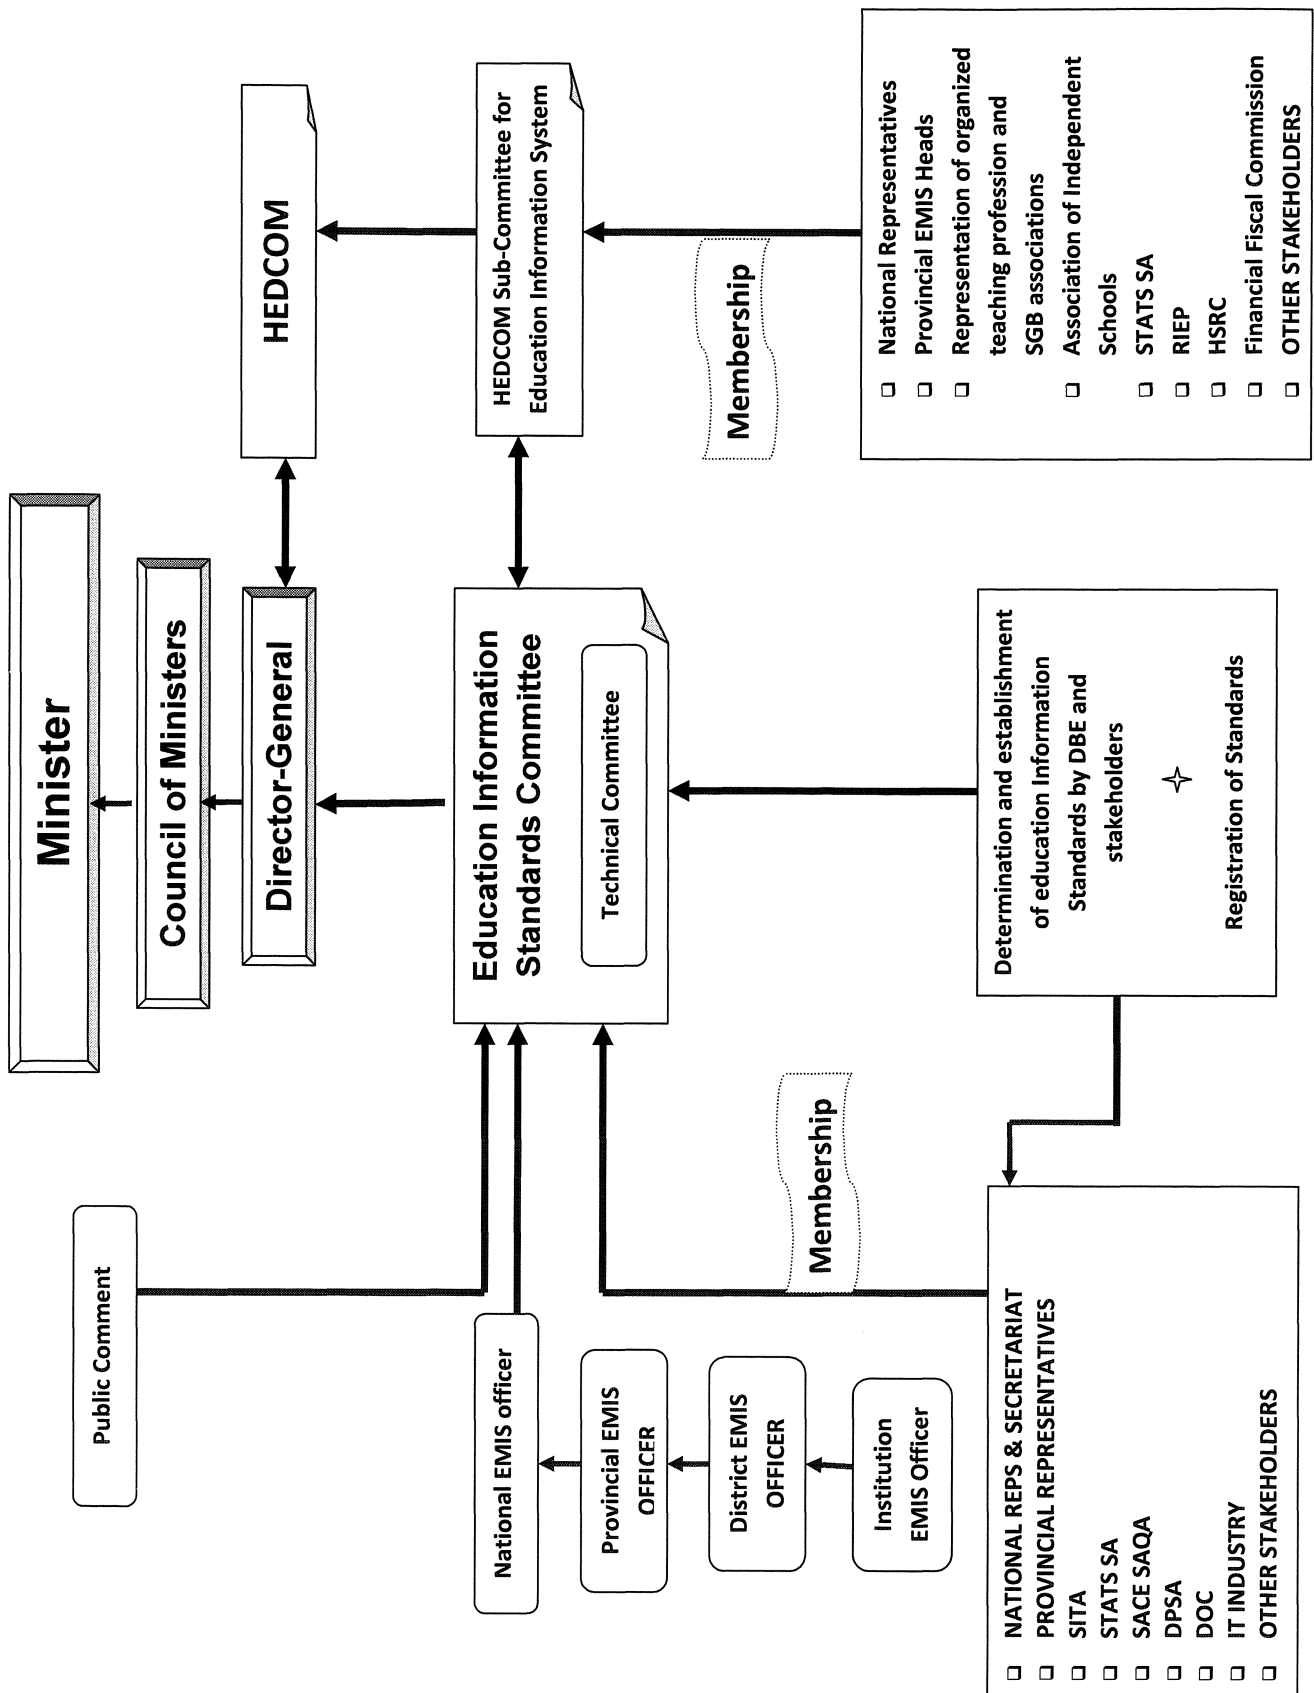 Minister
Council of Ministers
Director-General
HEDCOM
Public Comment
National EMIS officer
Provincial EMIS
OFFICER
District EMIS
OFFICER
Institution
EMIS Officer
Education Information
Standards Committee
Technical Committee
HEDCOM Sub-Committee for
Education Information System
Membership
Membership
❑ NATIONAL REPS & SECRETARIAT
❑ PROVINCIAL REPRESENTATIVES
❑ SITA
❑ STATS SA
❑ SACE SAQA
❑ DPSA
❑ DOC
❑ IT INDUSTRY
❑ OTHER STAKEHOLDERS
Determination and establishment
of education Information
Standards by DBE and
stakeholders
Registration of Standards
❑ National Representatives
❑ Provincial EMIS Heads
❑ Representation of organized
teaching profession and
SGB associations
❑ Association of Independent
Schools
❑ STATS SA
❑ RIEP
❑ HSRC
❑ Financial Fiscal Commission
❑ OTHER STAKEHOLDERS